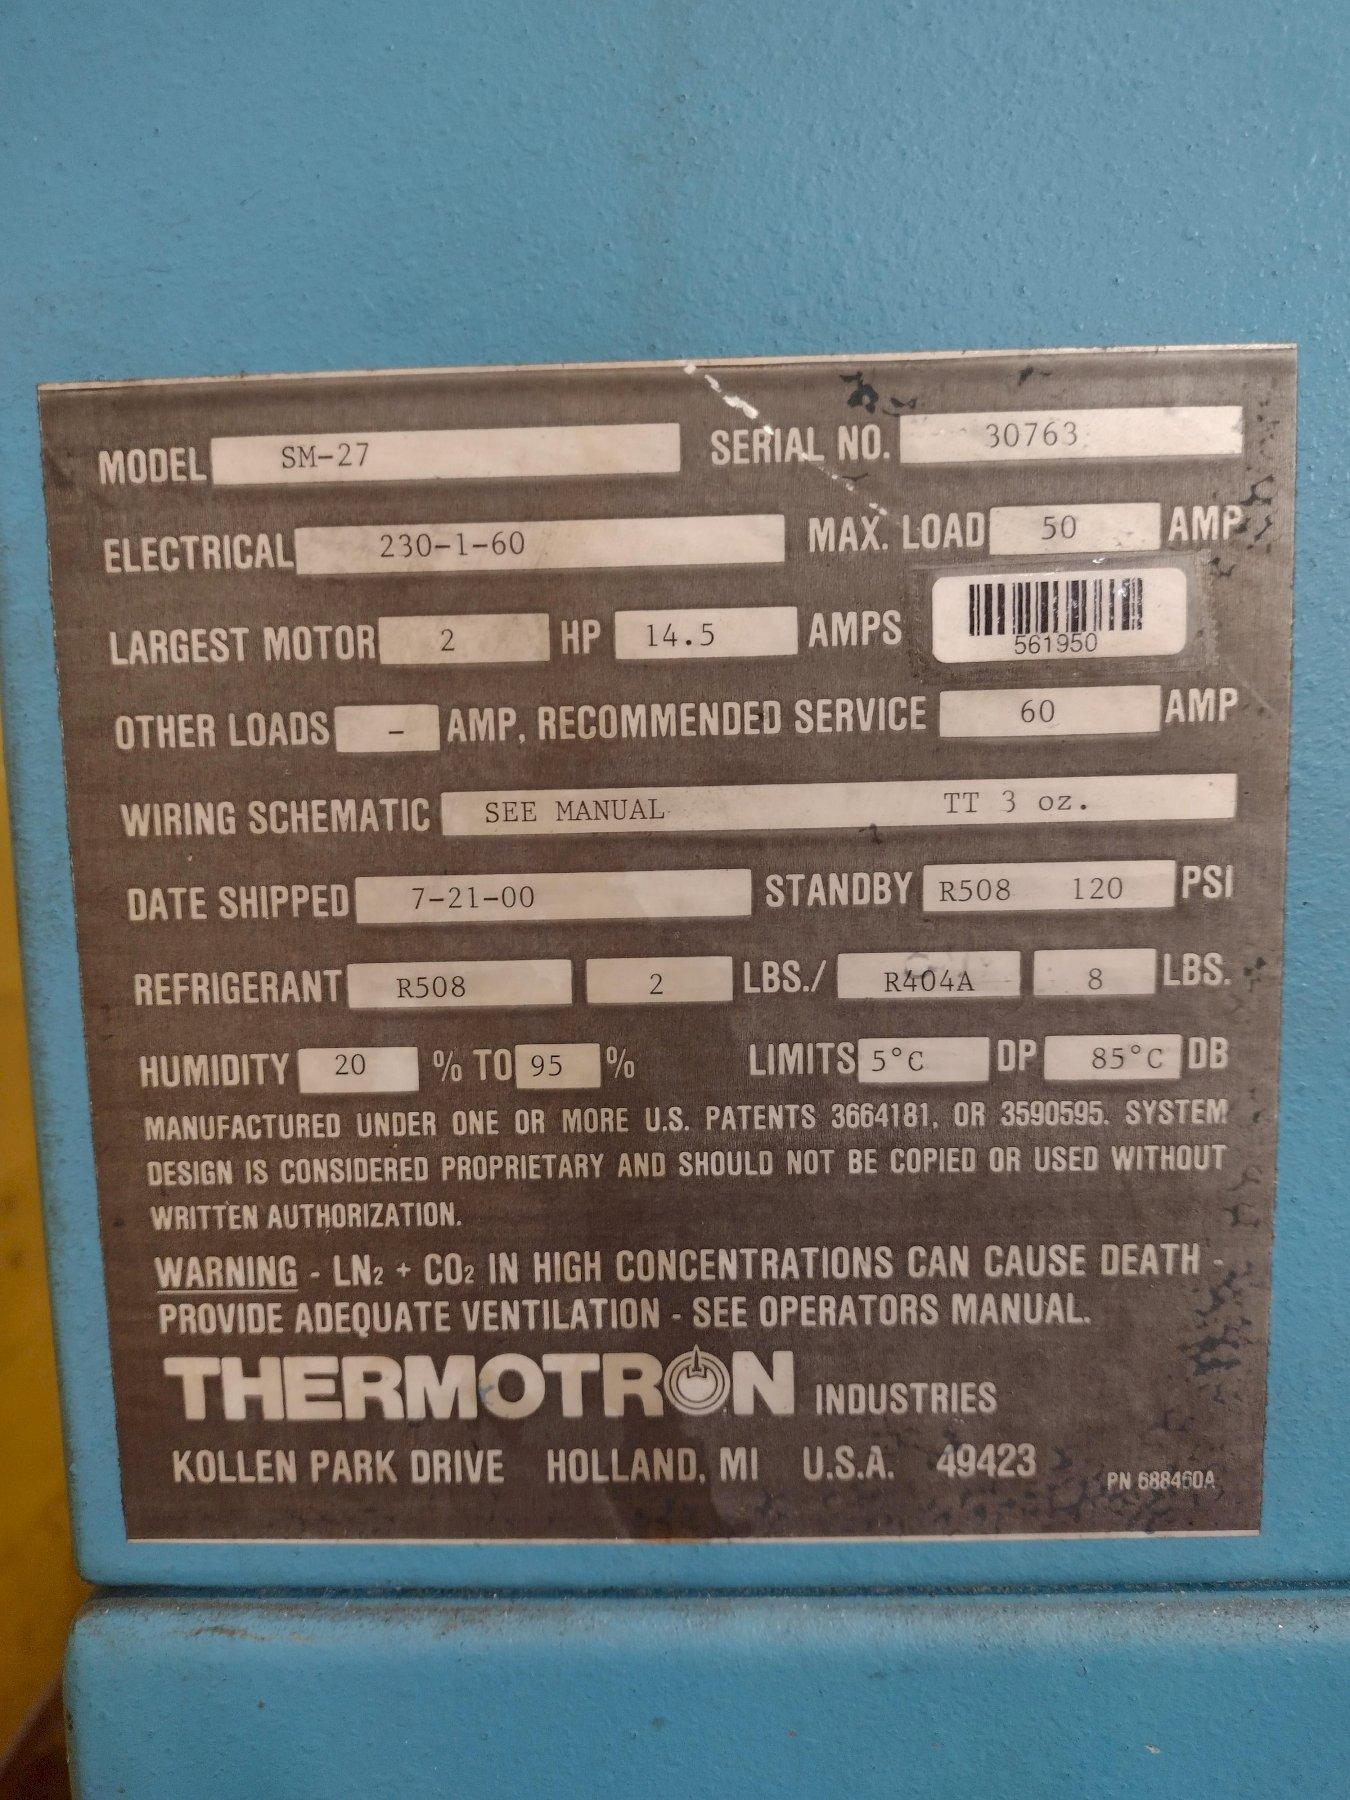 MODEL SM-27 SERIAL NO. 30763
ELECTRICAL 230-1-60 MAX. LOAD 50 AMP
LARGEST MOTOR 2 HP 14.5 AMPS
561950
OTHER LOADS - AMP, RECOMMENDED SERVICE 60 AMP
WIRING SCHEMATIC SEE MANUAL TT 3 oz.
DATE SHIPPED 7-21-00 STANDBY R508 120 PSI
REFRIGERANT R508 2 LBS./ R404A 8 LBS.
HUMIDITY 20 % TO 95 % LIMITS 5°C DP 85°C DB
MANUFACTURED UNDER ONE OR MORE U.S. PATENTS 3664181, OR 3590595. SYSTEM
DESIGN IS CONSIDERED PROPRIETARY AND SHOULD NOT BE COPIED OR USED WITHOUT
WRITTEN AUTHORIZATION.
WARNING - LN₂ + CO₂ IN HIGH CONCENTRATIONS CAN CAUSE DEATH -
PROVIDE ADEQUATE VENTILATION - SEE OPERATORS MANUAL.
THERMOTRON INDUSTRIES
KOLLEN PARK DRIVE HOLLAND, MI U.S.A. 49423
PN 688460A